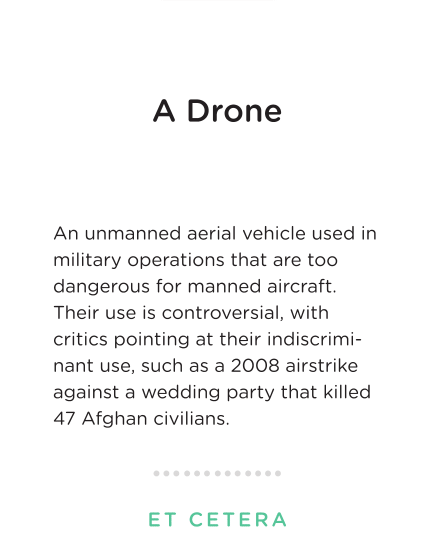 A Drone
An unmanned aerial vehicle used in
military operations that are too
dangerous for manned aircraft.
Their use is controversial, with
critics pointing at their indiscrimi-
nant use, such as a 2008 airstrike
against a wedding party that killed
47 Afghan civilians.
ET CETERA